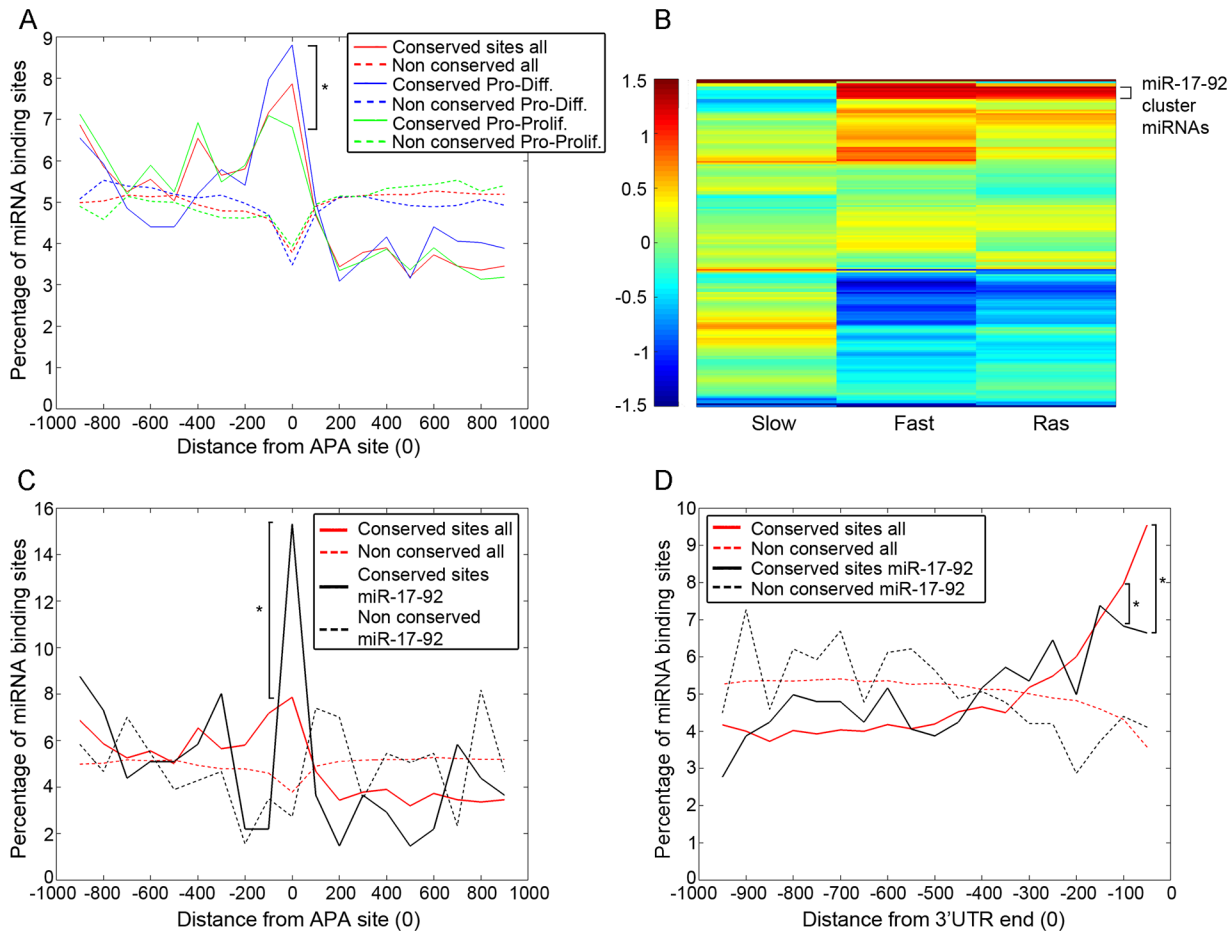 A
Percentage of miRNA binding sites
9
8
7
6
5
4
3
2
1
0
-1000 -800 -600 -400 -200 0 200 400 600 800 1000
Distance from APA site (0)
*
Conserved sites all
Non conserved all
Conserved Pro-Diff.
Non conserved Pro-Diff.
Conserved Pro-Prolif.
Non conserved Pro-Prolif.
B
1.5
1
0.5
0
-0.5
-1
-1.5
Slow Fast Ras
miR-17-92
cluster
miRNAs
C
Percentage of miRNA binding sites
16
14
12
10
8
6
4
2
0
-1000 -800 -600 -400 -200 0 200 400 600 800 1000
Distance from APA site (0)
*
Conserved sites all
Non conserved all
Conserved sites
miR-17-92
Non conserved
miR-17-92
D
Percentage of miRNA binding sites
10
9
8
7
6
5
4
3
2
1
0
-1000 -900 -800 -700 -600 -500 -400 -300 -200 -100 0
Distance from 3'UTR end (0)
Conserved sites all
Non conserved all
Conserved sites miR-17-92
Non conserved miR-17-92
*
*